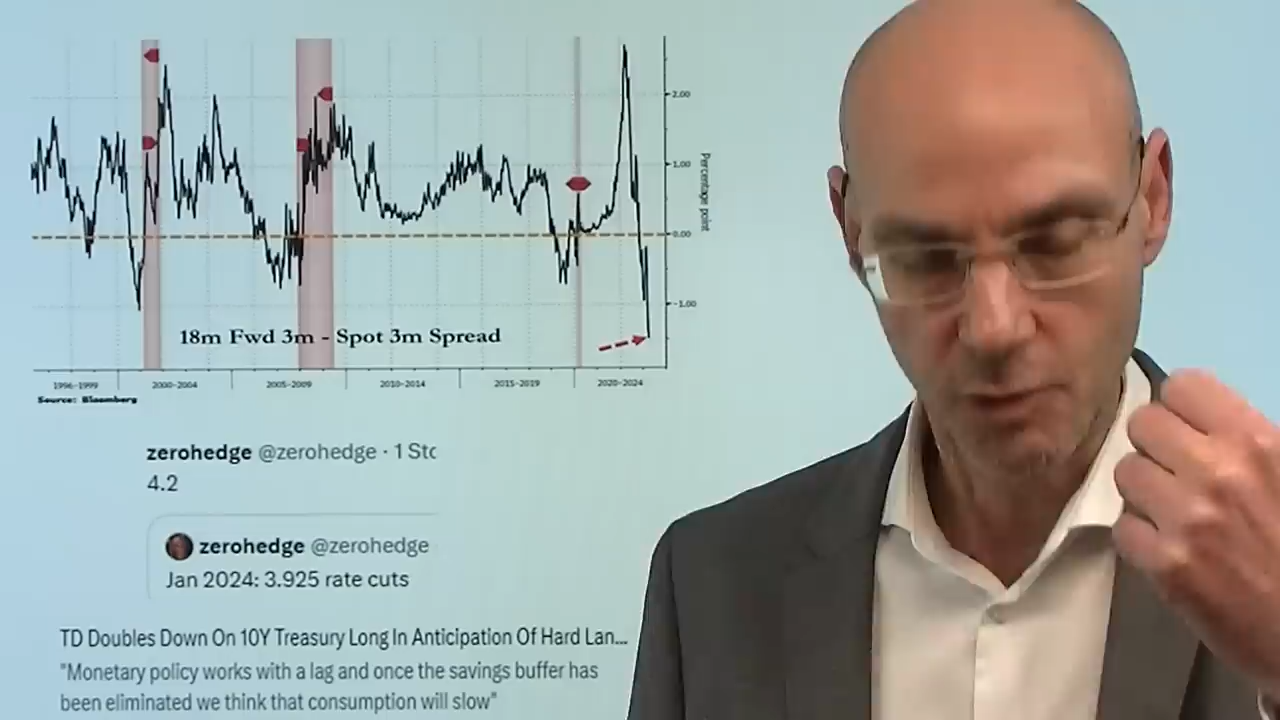 2.00
1.00
0.00
-1.00
Percentage point
18m Fwd 3m - Spot 3m Spread
1996-1999 2000-2004 2005-2009 2010-2014 2015-2019 2020-2024
Source: Bloomberg
zerohedge @zerohedge · 1 Stc
4.2
zerohedge @zerohedge
Jan 2024: 3.925 rate cuts
TD Doubles Down On 10Y Treasury Long In Anticipation Of Hard Lan...
"Monetary policy works with a lag and once the savings buffer has
been eliminated we think that consumption will slow"